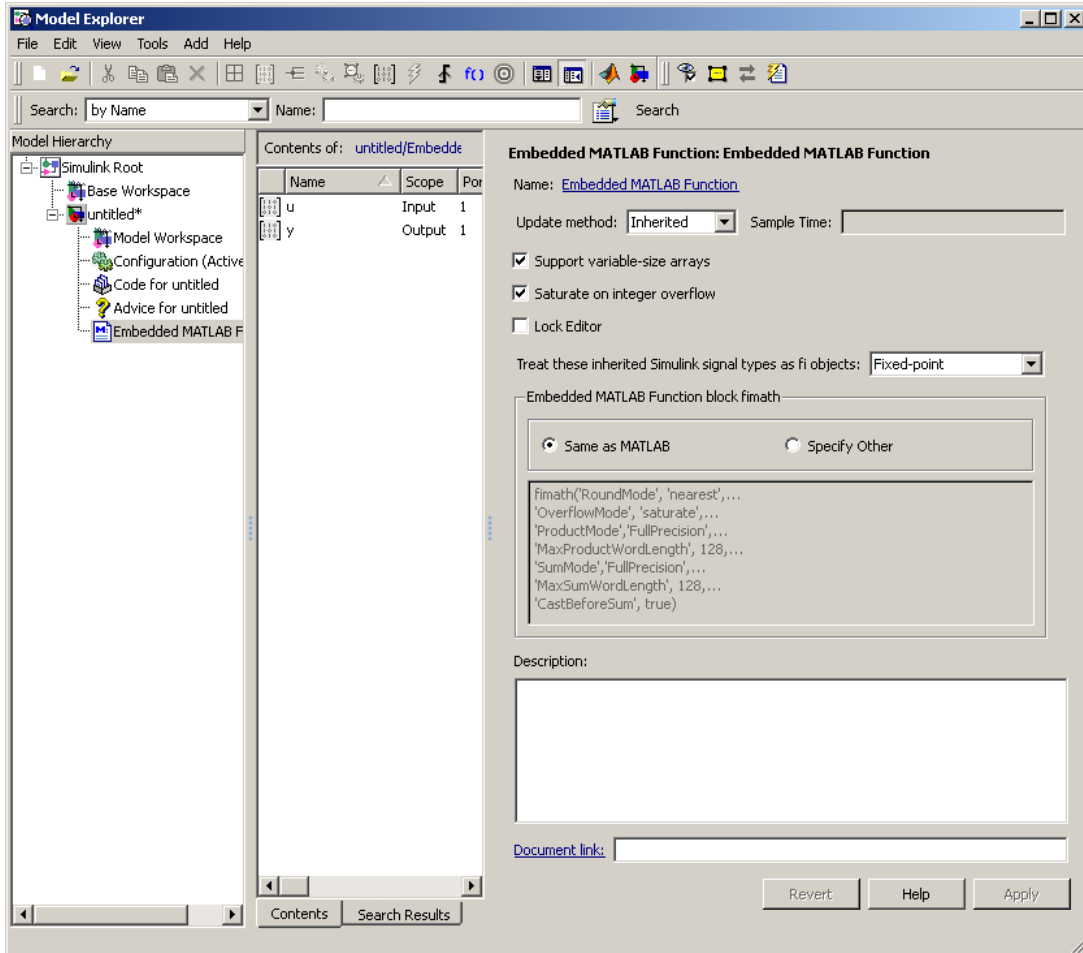 Model Explorer
File Edit View Tools Add Help
Search: by Name Name: Search
Model Hierarchy
Simulink Root
Base Workspace
untitled*
Model Workspace
Configuration (Active
Code for untitled
Advice for untitled
Embedded MATLAB F
Contents of: untitled/Embedde
Name Scope Por
u Input 1
y Output 1
Contents Search Results
Embedded MATLAB Function: Embedded MATLAB Function
Name: Embedded MATLAB Function
Update method: Inherited Sample Time:
Support variable-size arrays
Saturate on integer overflow
Lock Editor
Treat these inherited Simulink signal types as fi objects: Fixed-point
Embedded MATLAB Function block fimath
Same as MATLAB Specify Other
fimath('RoundMode', 'nearest',...
'OverflowMode', 'saturate',...
'ProductMode','FullPrecision',...
'MaxProductWordLength', 128,...
'SumMode','FullPrecision',...
'MaxSumWordLength', 128,...
'CastBeforeSum', true)
Description:
Document link:
Revert Help Apply